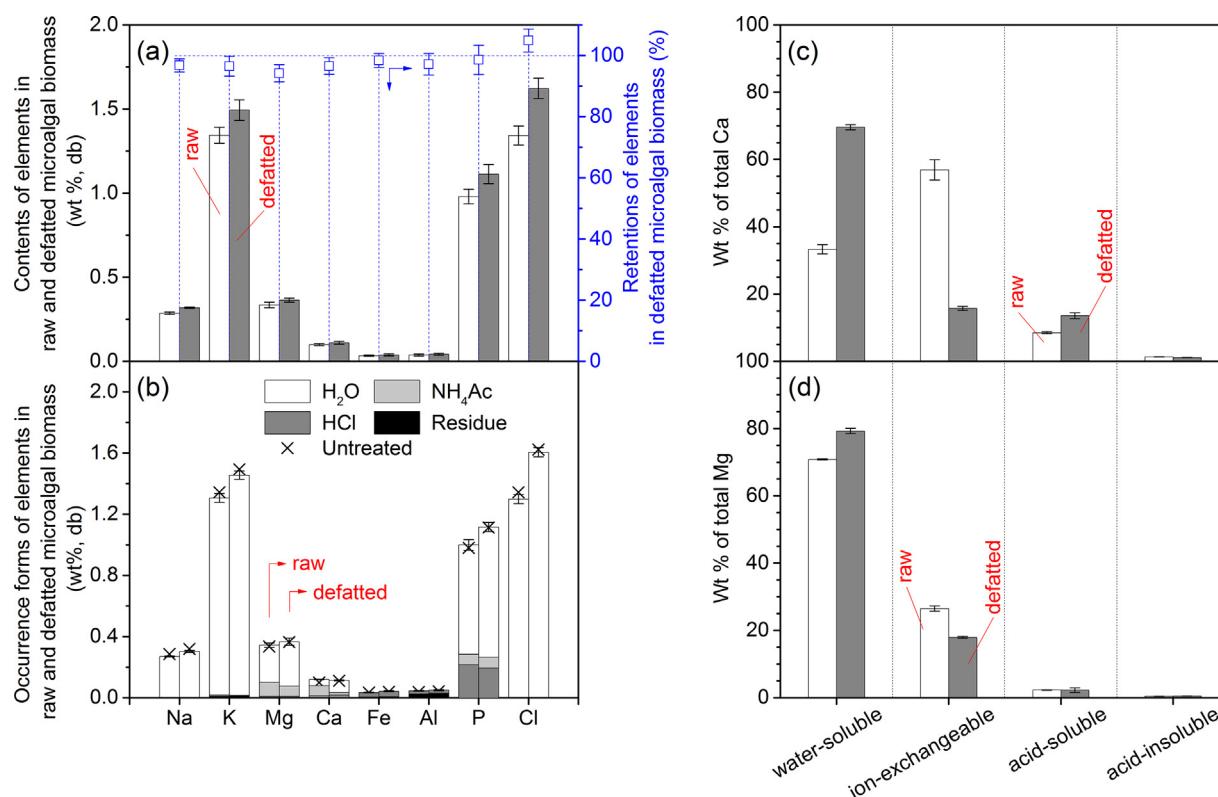 (a)
Contents of elements in
raw and defatted microalgal biomass
(wt %, db)
2.0
1.5
1.0
0.5
0.0
raw
defatted
100
80
60
40
20
0
Retentions of elements
in defatted microalgal biomass (%)
(b)
Occurrence forms of elements in
raw and defatted microalgal biomass
(wt%, db)
1.6
1.2
0.8
0.4
0.0
H₂O
NH₄Ac
HCl
Residue
Untreated
raw
defatted
Na
K
Mg
Ca
Fe
Al
P
Cl
(c)
Wt % of total Ca
100
80
60
40
20
raw
defatted
(d)
Wt % of total Mg
100
80
60
40
20
0
raw
defatted
water-soluble
ion-exchangeable
acid-soluble
acid-insoluble